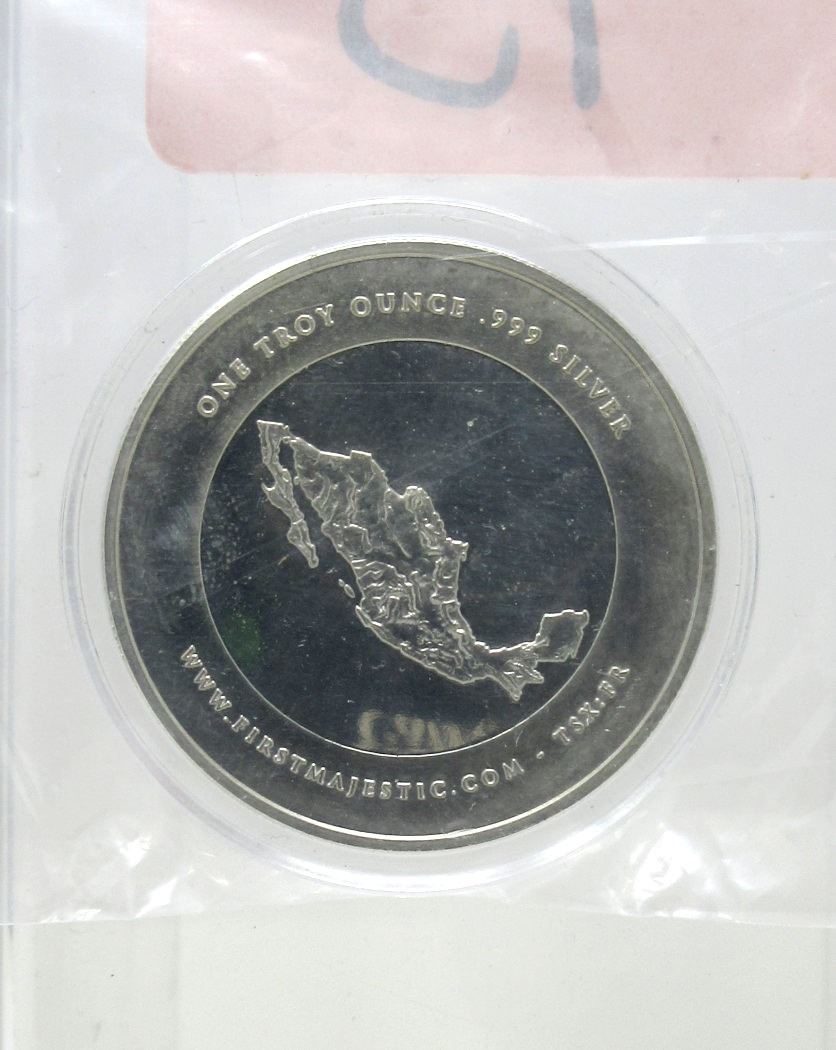 ONE TROY OUNCE .999 SILVER
WWW.FIRSTMAJESTIC.COM - TSX:FR